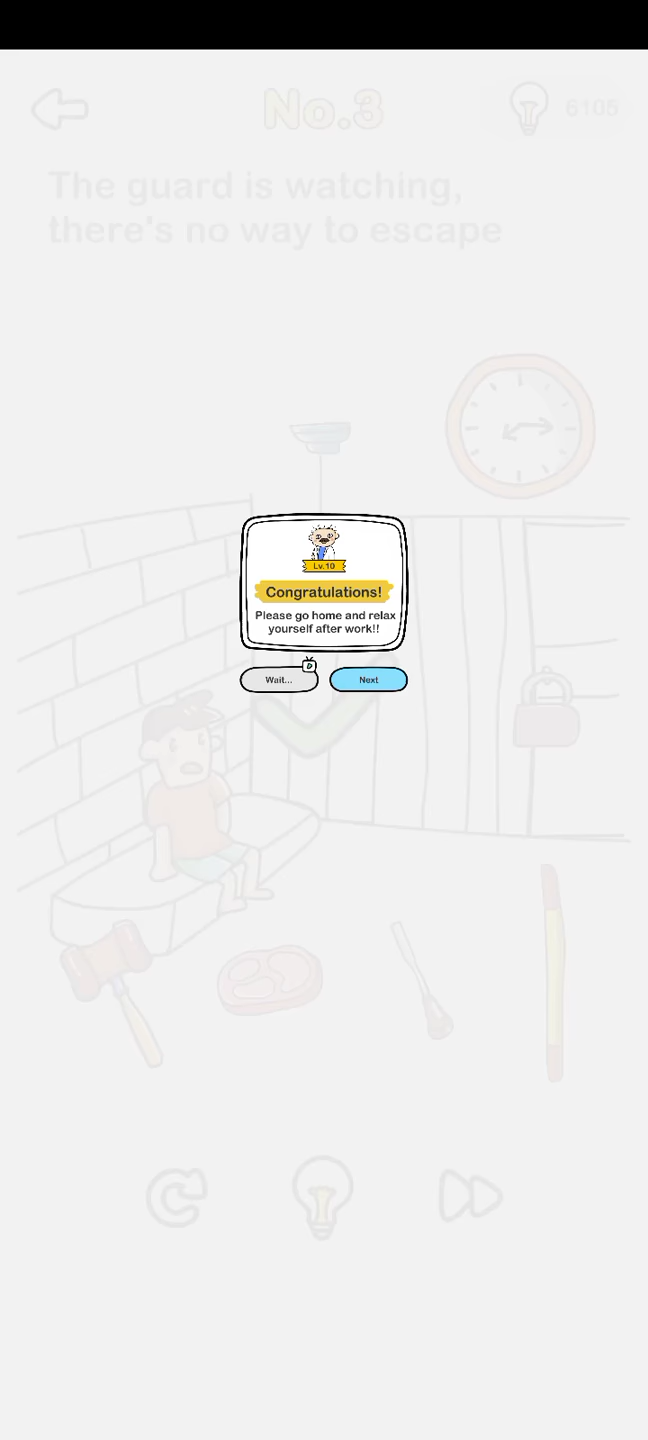 No.3
6105
The guard is watching,
there's no way to escape
Lv.10
Congratulations!
Please go home and relax
yourself after work!!
Wait...
Next